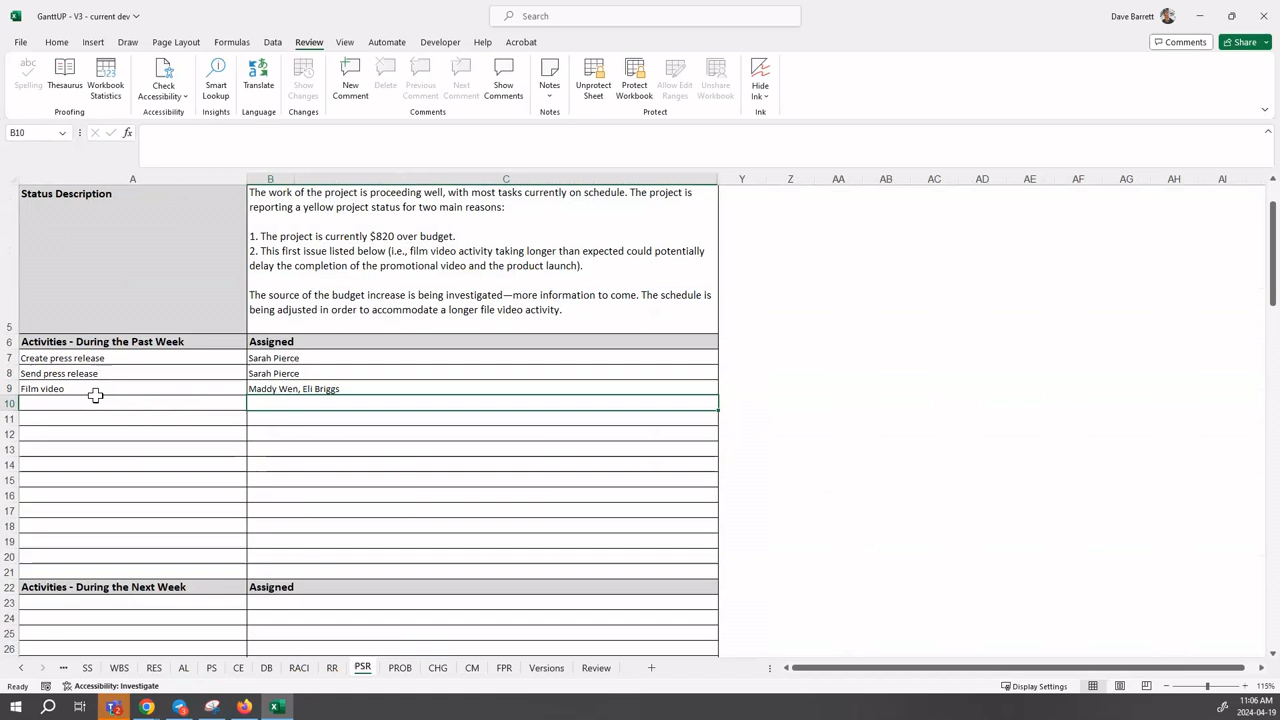 GanttUP - V3 - current dev
Search
Dave Barrett
File Home Insert Draw Page Layout Formulas Data Review View Automate Developer Help Acrobat
Comments Share
Spelling Thesaurus Workbook Statistics
Check Accessibility
Smart Lookup
Translate
Show Changes
New Comment Delete Previous Comment Next Comment Show Comments
Notes
Unprotect Sheet Protect Workbook Allow Edit Ranges Unshare Workbook
Hide Ink
Proofing Accessibility Insights Language Changes Comments Notes Protect Ink
B10 fx
A B C Y Z AA AB AC AD AE AF AG AH AI
Status Description
The work of the project is proceeding well, with most tasks currently on schedule. The project is
reporting a yellow project status for two main reasons:
1. The project is currently $820 over budget.
2. This first issue listed below (i.e., film video activity taking longer than expected could potentially
delay the completion of the promotional video and the product launch).
The source of the budget increase is being investigated—more information to come. The schedule is
being adjusted in order to accommodate a longer file video activity.
5
6 Activities - During the Past Week Assigned
7 Create press release Sarah Pierce
8 Send press release Sarah Pierce
9 Film video Maddy Wen, Eli Briggs
10
11
12
13
14
15
16
17
18
19
20
21
22 Activities - During the Next Week Assigned
23
24
25
26
SS WBS RES AL PS CE DB RACI RR PSR PROB CHG CM FPR Versions Review
Ready Accessibility: Investigate Display Settings 115%
11:06 AM
2024-04-19